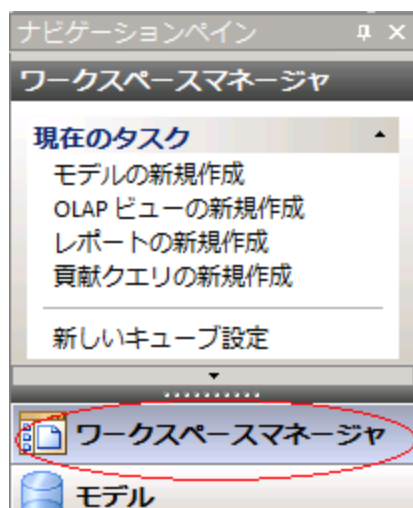 ナビゲーションペイン
ワークスペースマネージャ
現在のタスク
モデルの新規作成
OLAP ビューの新規作成
レポートの新規作成
貢献クエリの新規作成
新しいキューブ設定
ワークスペースマネージャ
モデル